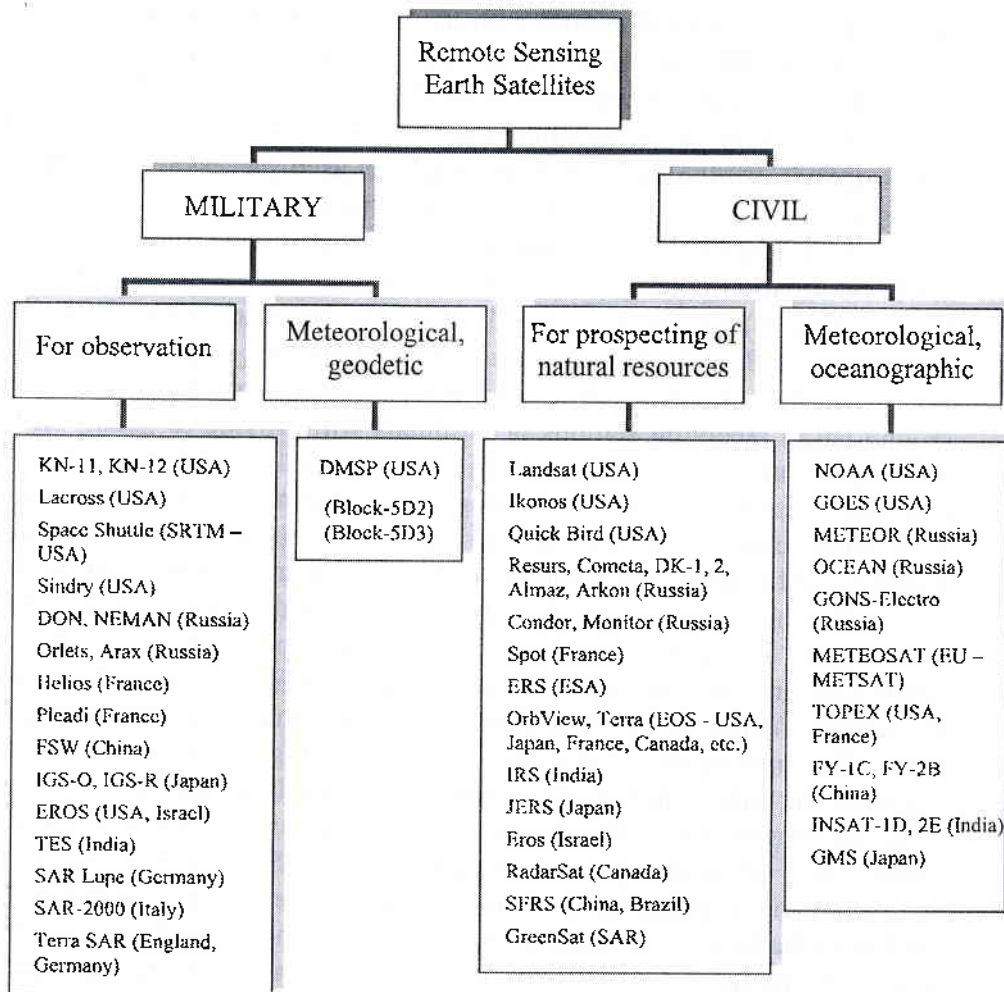 Remote Sensing
Earth Satellites
MILITARY
CIVIL
For observation
Meteorological,
geodetic
For prospecting of
natural resources
Meteorological,
oceanographic
KN-11, KN-12 (USA)
Lacross (USA)
Space Shuttle (SRTM –
USA)
Sindry (USA)
DON, NEMAN (Russia)
Orlets, Arax (Russia)
Helios (France)
Pleadi (France)
FSW (China)
IGS-O, IGS-R (Japan)
EROS (USA, Israel)
TES (India)
SAR Lupe (Germany)
SAR-2000 (Italy)
Terra SAR (England,
Germany)
DMSP (USA)
(Block-5D2)
(Block-5D3)
Landsat (USA)
Ikonos (USA)
Quick Bird (USA)
Resurs, Cometa, DK-1, 2,
Almaz, Arkon (Russia)
Condor, Monitor (Russia)
Spot (France)
ERS (ESA)
OrbView, Terra (EOS - USA,
Japan, France, Canada, etc.)
IRS (India)
JERS (Japan)
Eros (Israel)
RadarSat (Canada)
SFRS (China, Brazil)
GreenSat (SAR)
NOAA (USA)
GOES (USA)
METEOR (Russia)
OCEAN (Russia)
GONS-Electro
(Russia)
METEOSAT (EU –
METSAT)
TOPEX (USA,
France)
FY-1C, FY-2B
(China)
INSAT-1D, 2E (India)
GMS (Japan)